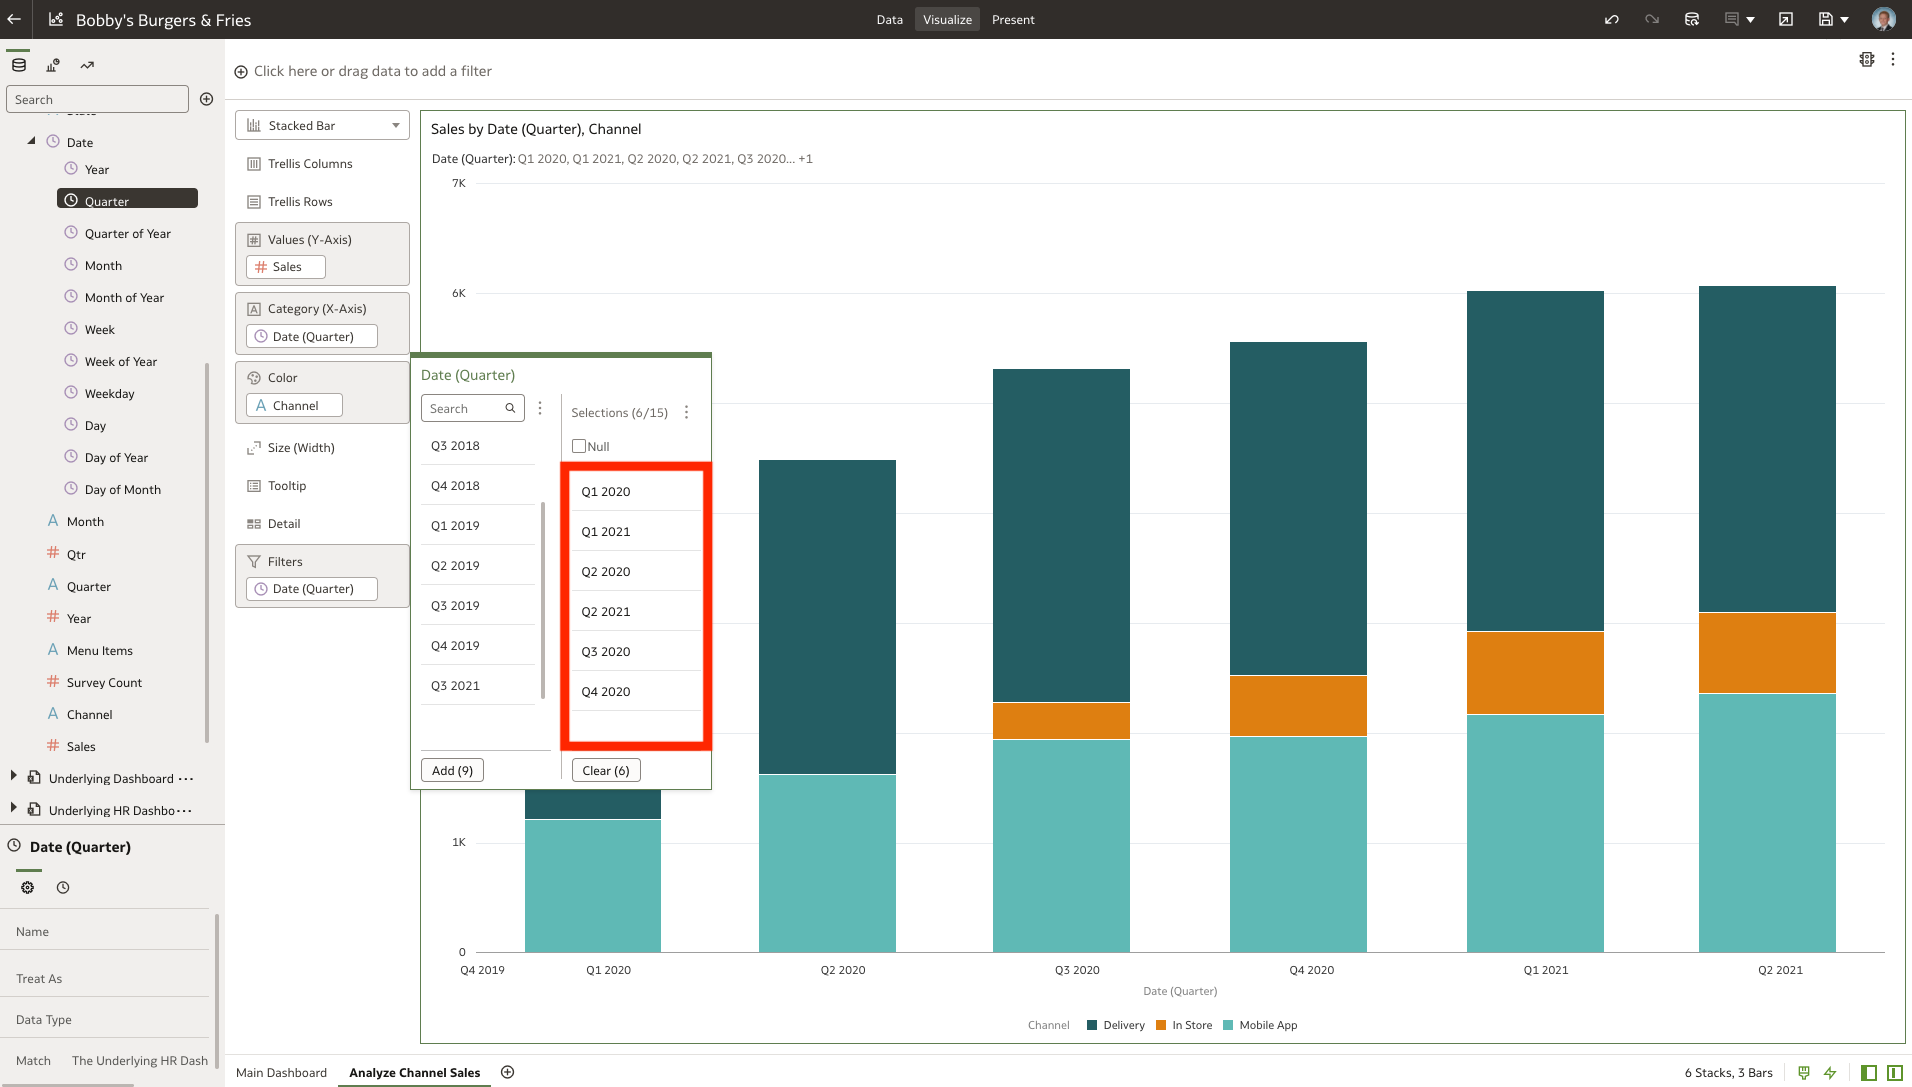 Bobby's Burgers & Fries
Data Visualize Present
Search
Click here or drag data to add a filter
State
Date
Year
Quarter
Quarter of Year
Month
Month of Year
Week
Week of Year
Weekday
Day
Day of Year
Day of Month
Month
Qtr
Quarter
Year
Menu Items
Survey Count
Channel
Sales
Underlying Dashboard ...
Underlying HR Dashbo...
Date (Quarter)
Name
Treat As
Data Type
Match The Underlying HR Dash
Stacked Bar
Trellis Columns
Trellis Rows
Values (Y-Axis)
Sales
Category (X-Axis)
Date (Quarter)
Color
Channel
Size (Width)
Tooltip
Detail
Filters
Date (Quarter)
Date (Quarter)
Search
Q3 2018
Q4 2018
Q1 2019
Q2 2019
Q3 2019
Q4 2019
Q3 2021
Add (9)
Selections (6/15)
Null
Q1 2020
Q1 2021
Q2 2020
Q2 2021
Q3 2020
Q4 2020
Clear (6)
Sales by Date (Quarter), Channel
Date (Quarter): Q1 2020, Q1 2021, Q2 2020, Q2 2021, Q3 2020... +1
7K
6K
1K
0
Q4 2019 Q1 2020 Q2 2020 Q3 2020 Q4 2020 Q1 2021 Q2 2021
Date (Quarter)
Channel Delivery In Store Mobile App
Main Dashboard Analyze Channel Sales
6 Stacks, 3 Bars